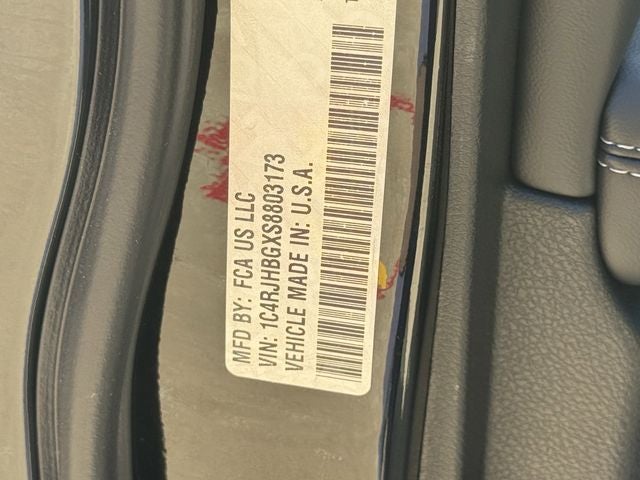 MFD BY: FCA US LLC
VIN: 1C4RJHBGXS8803173
VEHICLE MADE IN: U.S.A.